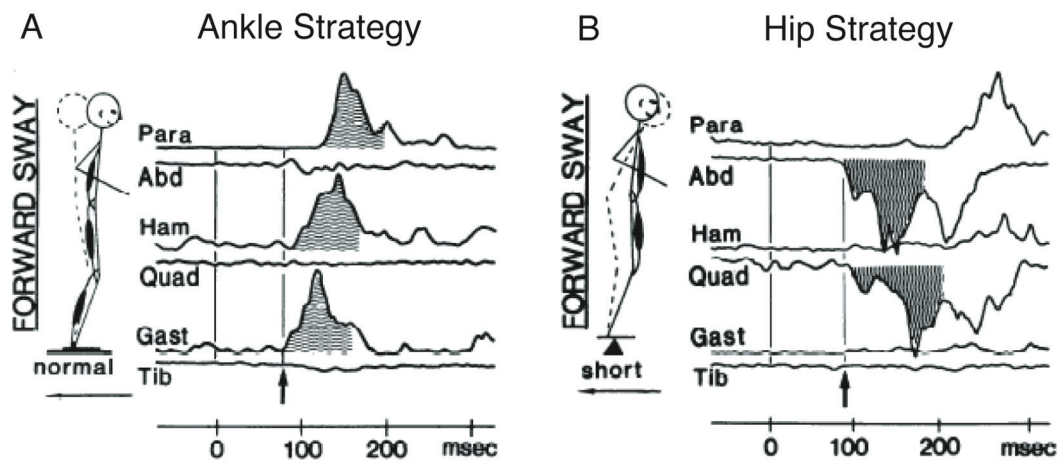 A Ankle Strategy
FORWARD SWAY
Para
Abd
Ham
Quad
Gast
Tib
normal
0 100 200 msec
B Hip Strategy
FORWARD SWAY
Para
Abd
Ham
Quad
Gast
Tib
short
0 100 200 msec